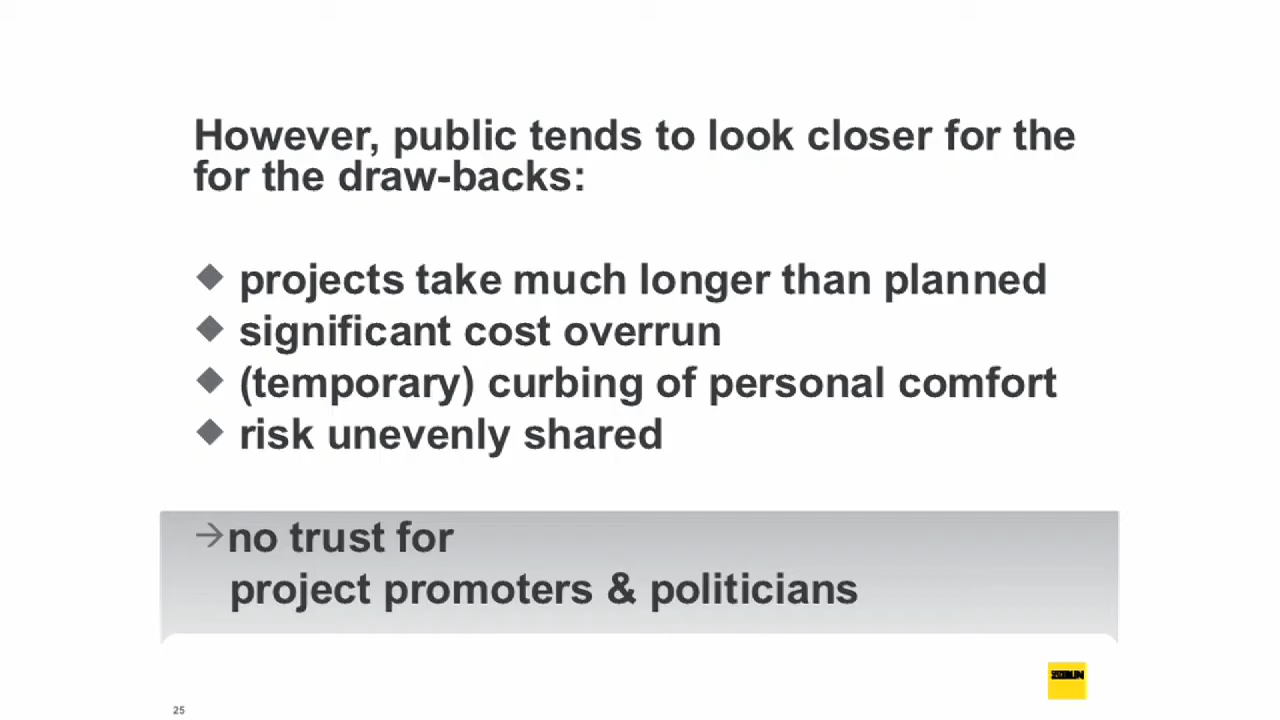 However, public tends to look closer for the
for the draw-backs:
projects take much longer than planned
significant cost overrun
(temporary) curbing of personal comfort
risk unevenly shared
→no trust for
project promoters & politicians
25